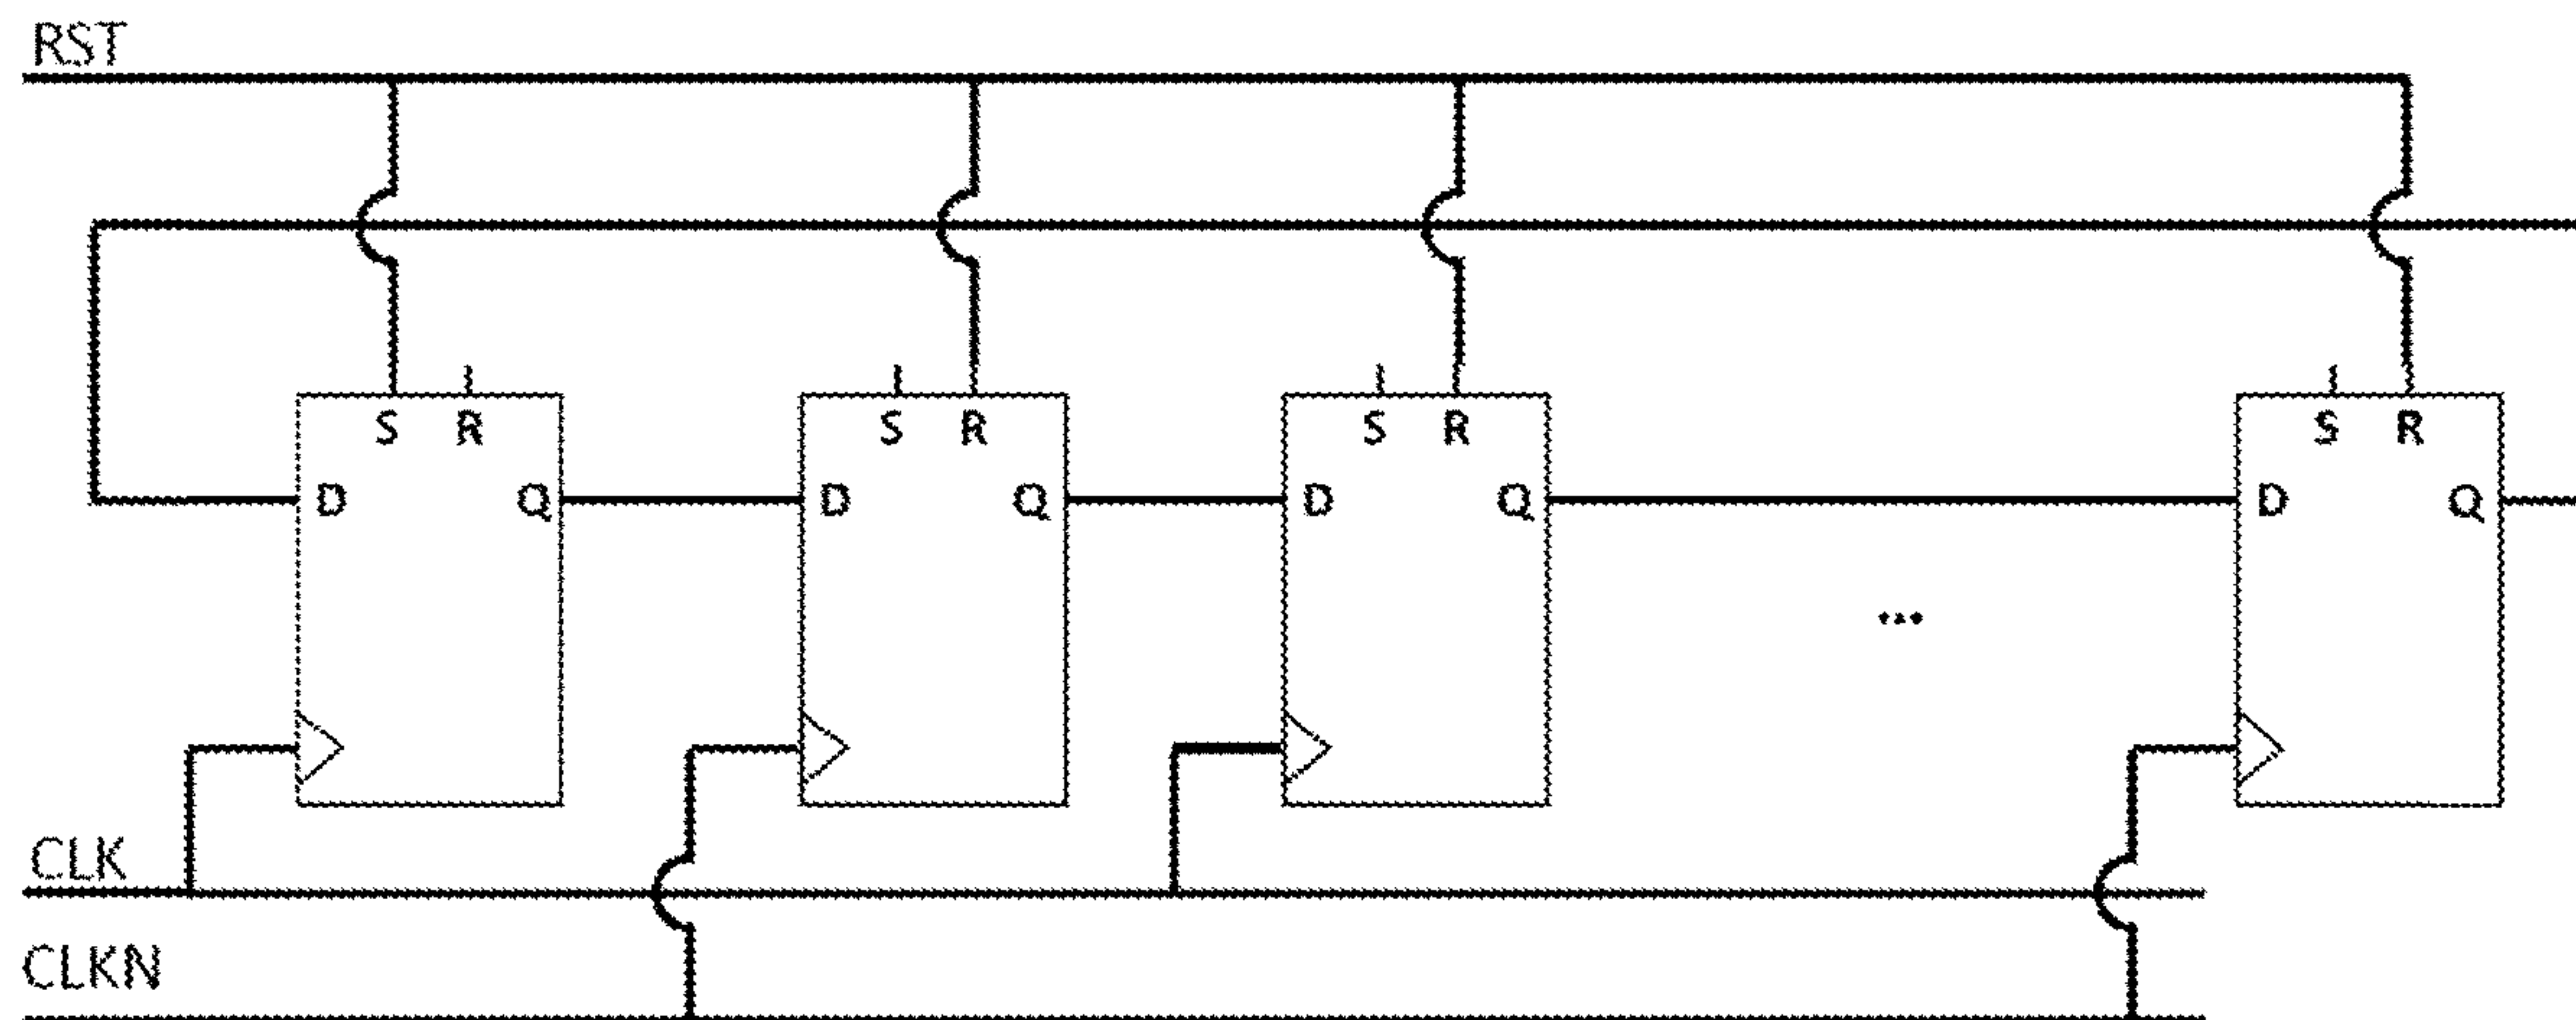 RST
S R S R S R S R
D Q D Q D Q D Q
...
CLK
CLKN